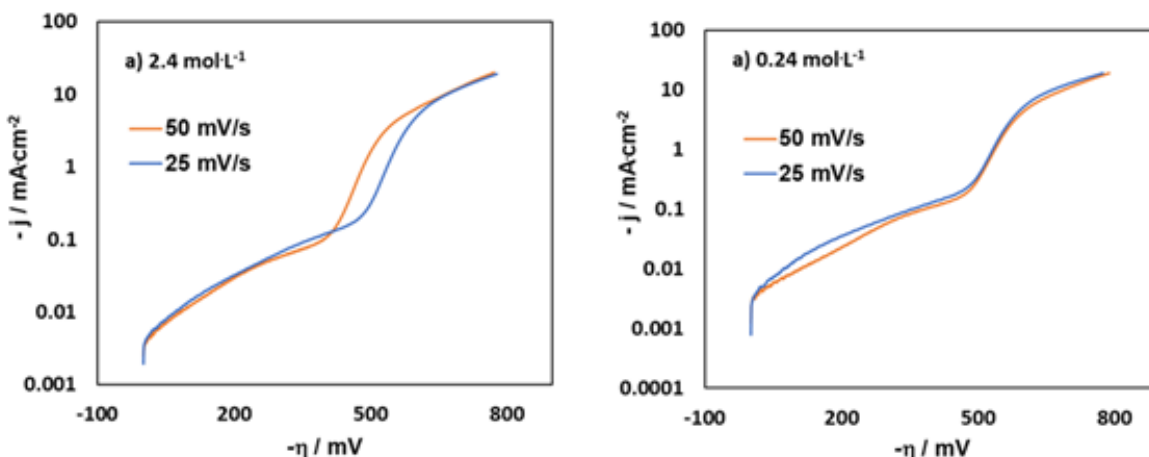 100
10
1
0.1
0.01
0.001
- j / mA·cm⁻²
a) 2.4 mol·L⁻¹
50 mV/s
25 mV/s
-100
200
500
800
-η / mV
100
10
1
0.1
0.01
0.001
0.0001
- j / mA·cm⁻²
a) 0.24 mol·L⁻¹
50 mV/s
25 mV/s
-100
200
500
800
-η / mV